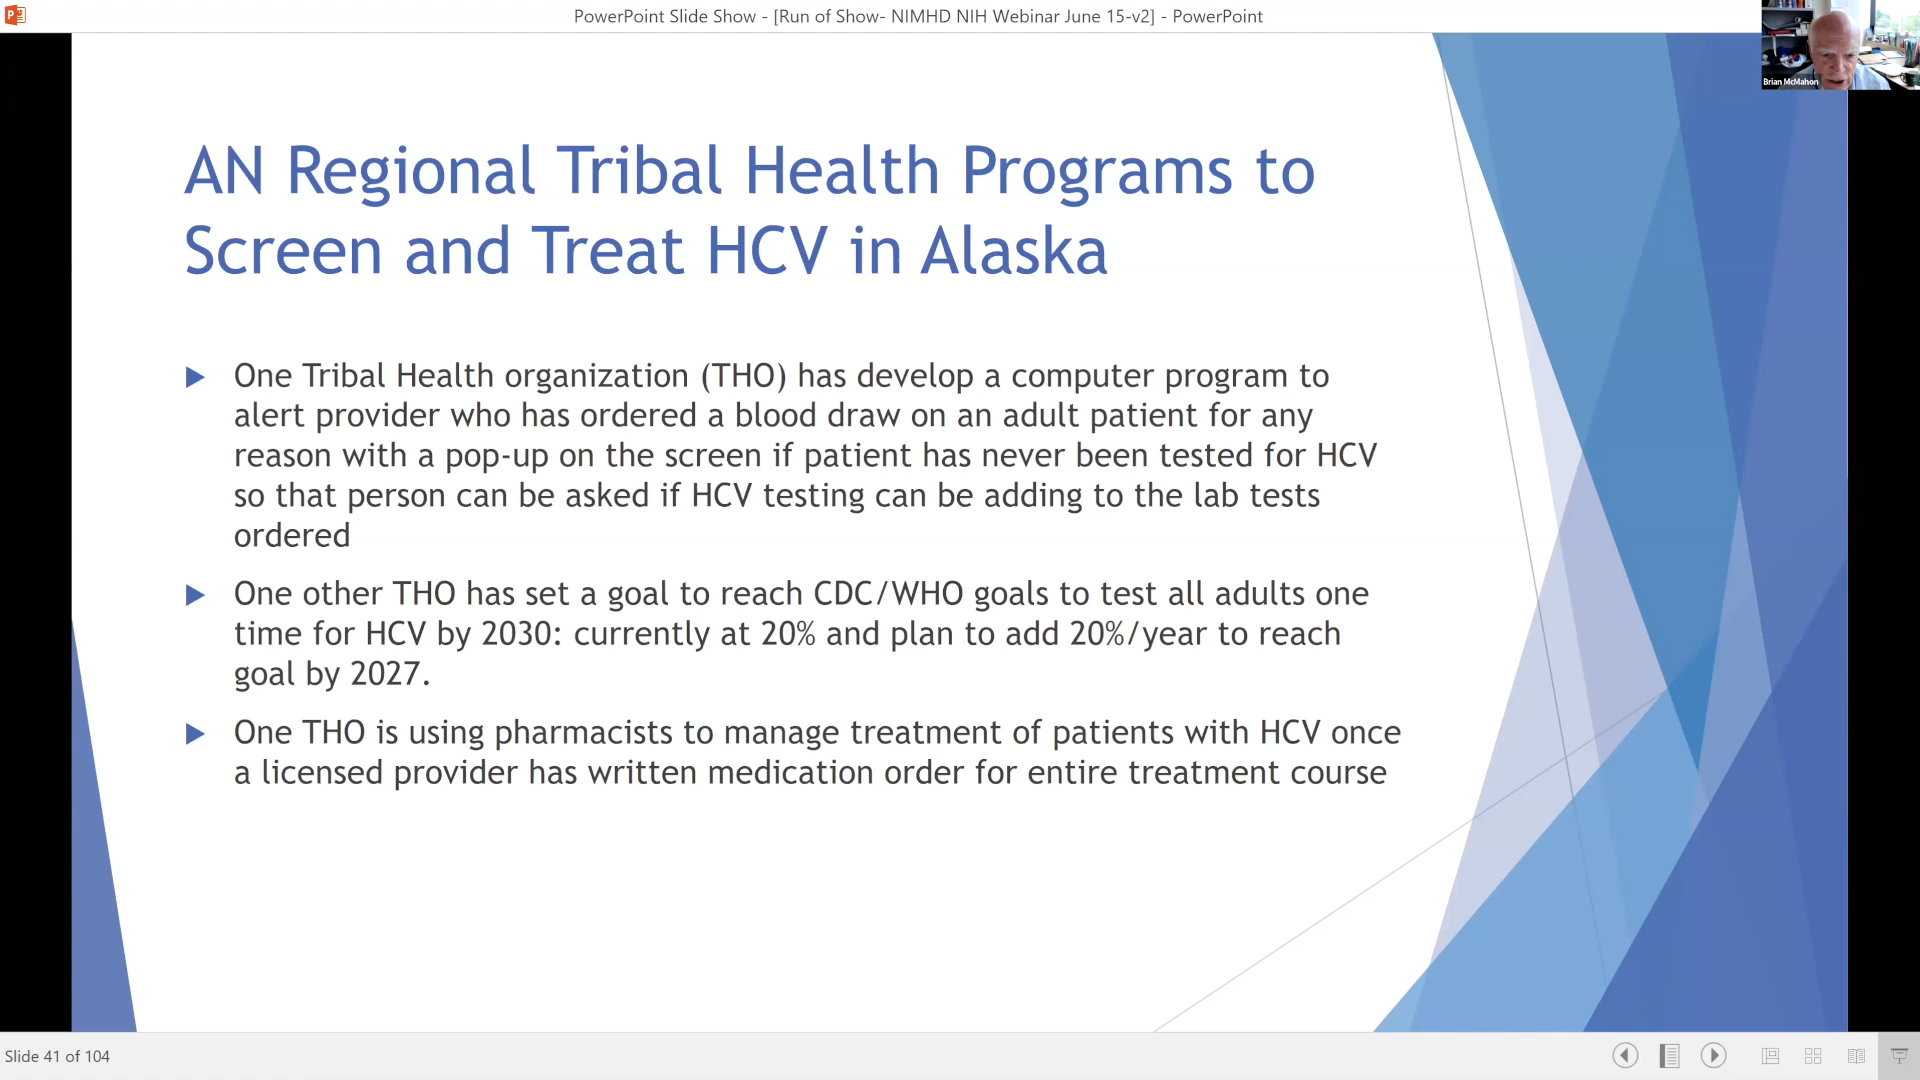 PowerPoint Slide Show - [Run of Show- NIMHD NIH Webinar June 15-v2] - PowerPoint
Brian McMahon
AN Regional Tribal Health Programs to
Screen and Treat HCV in Alaska
One Tribal Health organization (THO) has develop a computer program to
alert provider who has ordered a blood draw on an adult patient for any
reason with a pop-up on the screen if patient has never been tested for HCV
so that person can be asked if HCV testing can be adding to the lab tests
ordered
One other THO has set a goal to reach CDC/WHO goals to test all adults one
time for HCV by 2030: currently at 20% and plan to add 20%/year to reach
goal by 2027.
One THO is using pharmacists to manage treatment of patients with HCV once
a licensed provider has written medication order for entire treatment course
Slide 41 of 104